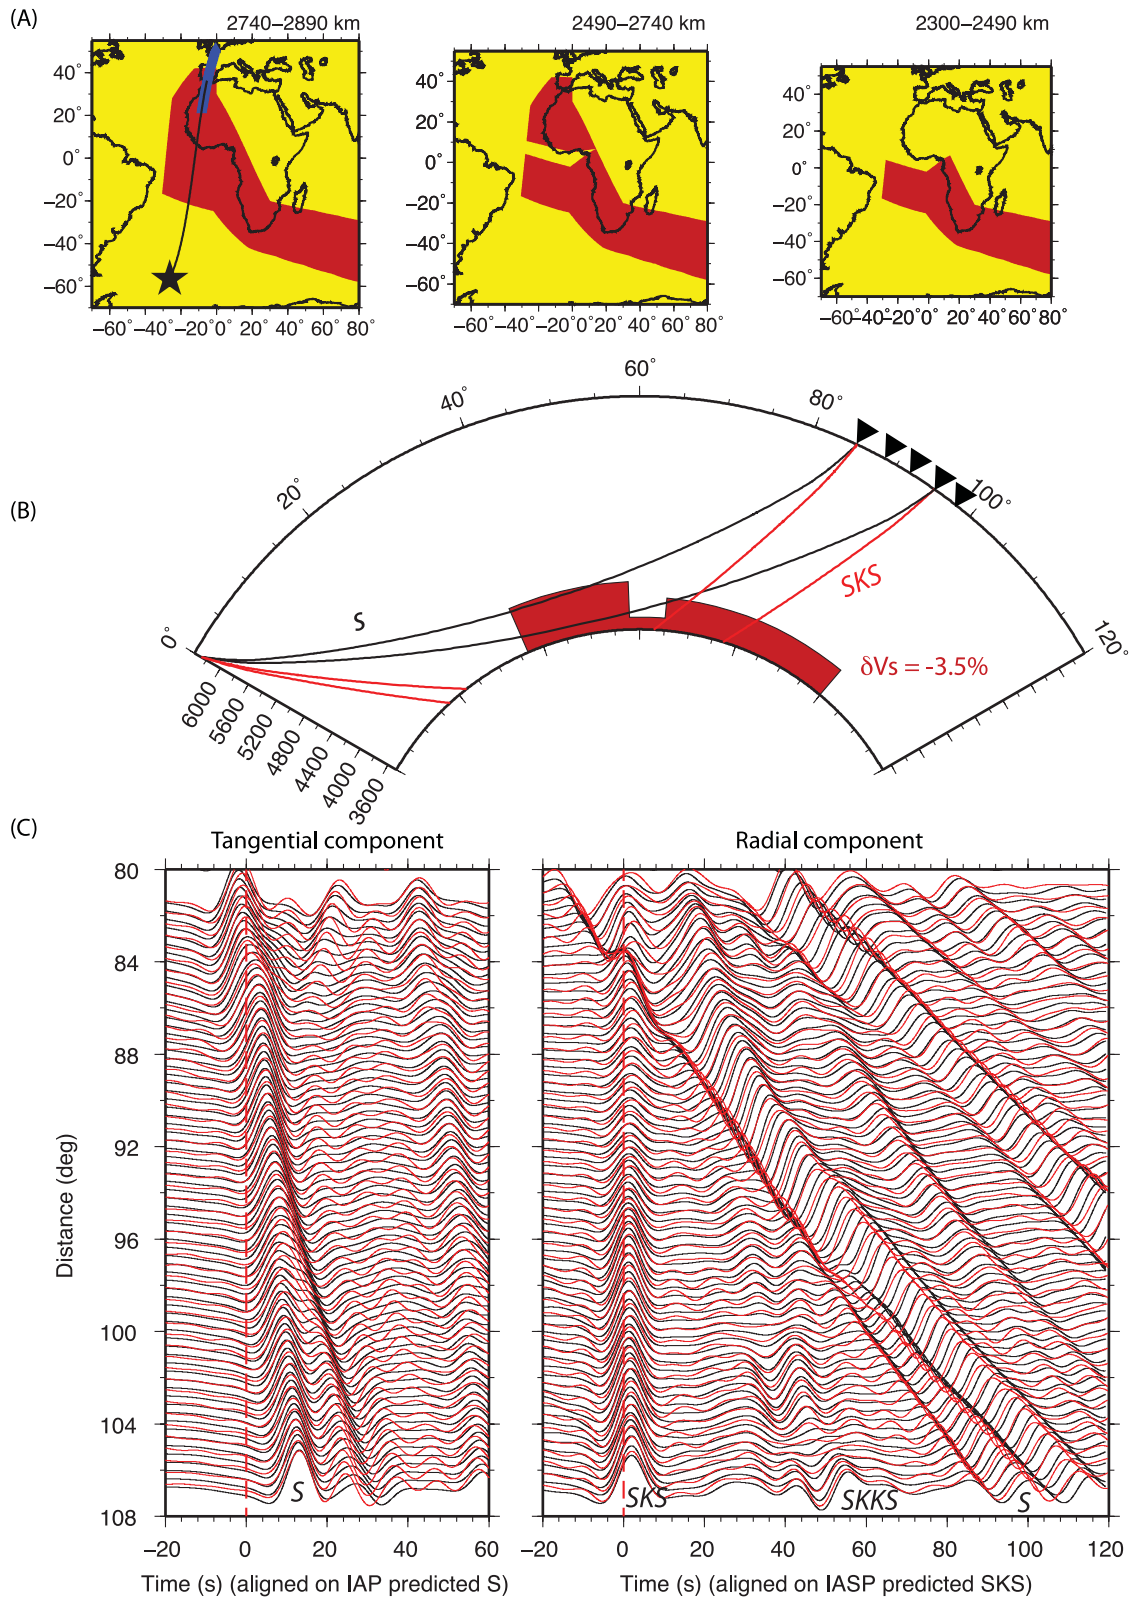 (A)
2740–2890 km
2490–2740 km
2300–2490 km
40°
20°
0°
−20°
−40°
−60°
−60°−40°−20° 0° 20° 40° 60° 80°
40°
20°
0°
−20°
−40°
−60°
−60°−40°−20° 0° 20° 40° 60° 80°
40°
20°
0°
−20°
−40°
−60°
−60°−40°−20° 0° 20° 40° 60° 80°
(B)
0°
20°
40°
60°
80°
100°
120°
S
SKS
δVs = -3.5%
6000
5600
5200
4800
4400
4000
3600
(C)
Tangential component
Radial component
Distance (deg)
80
84
88
92
96
100
104
108
S
SKS
SKKS
S
−20 0 20 40 60
−20 0 20 40 60 80 100 120
Time (s) (aligned on IAP predicted S)
Time (s) (aligned on IASP predicted SKS)